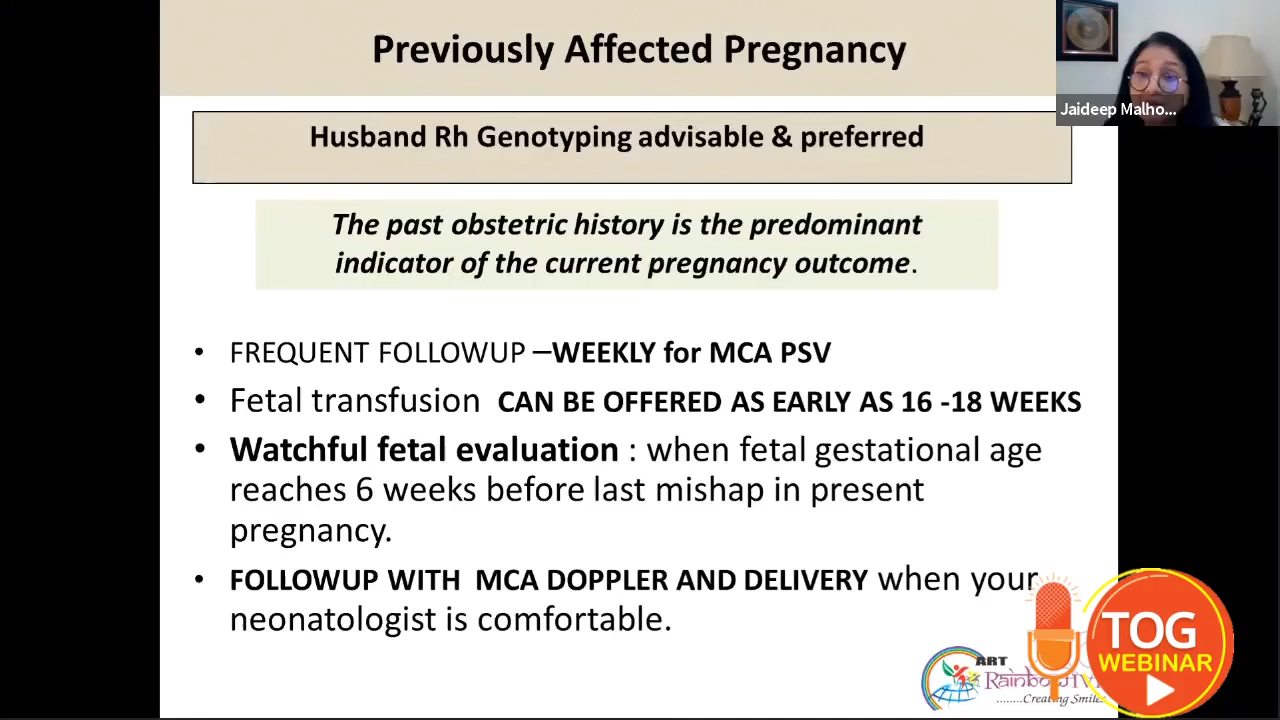 Previously Affected Pregnancy
Jaideep Malho...
Husband Rh Genotyping advisable & preferred
The past obstetric history is the predominant
indicator of the current pregnancy outcome.
• FREQUENT FOLLOWUP –WEEKLY for MCA PSV
• Fetal transfusion CAN BE OFFERED AS EARLY AS 16 -18 WEEKS
• Watchful fetal evaluation : when fetal gestational age
reaches 6 weeks before last mishap in present
pregnancy.
• FOLLOWUP WITH MCA DOPPLER AND DELIVERY when your
neonatologist is comfortable.
ART
Rainbow IV
........Creating Smiles
TOG
WEBINAR